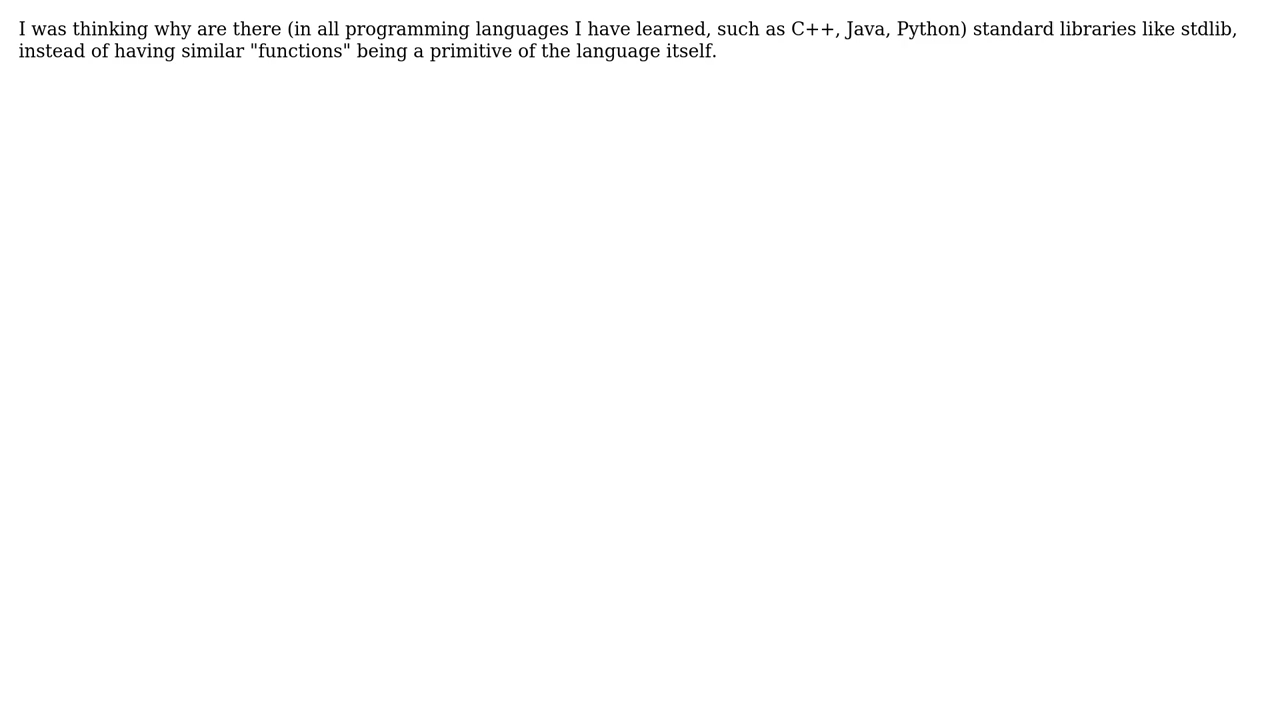 I was thinking why are there (in all programming languages I have learned, such as C++, Java, Python) standard libraries like stdlib,
instead of having similar "functions" being a primitive of the language itself.